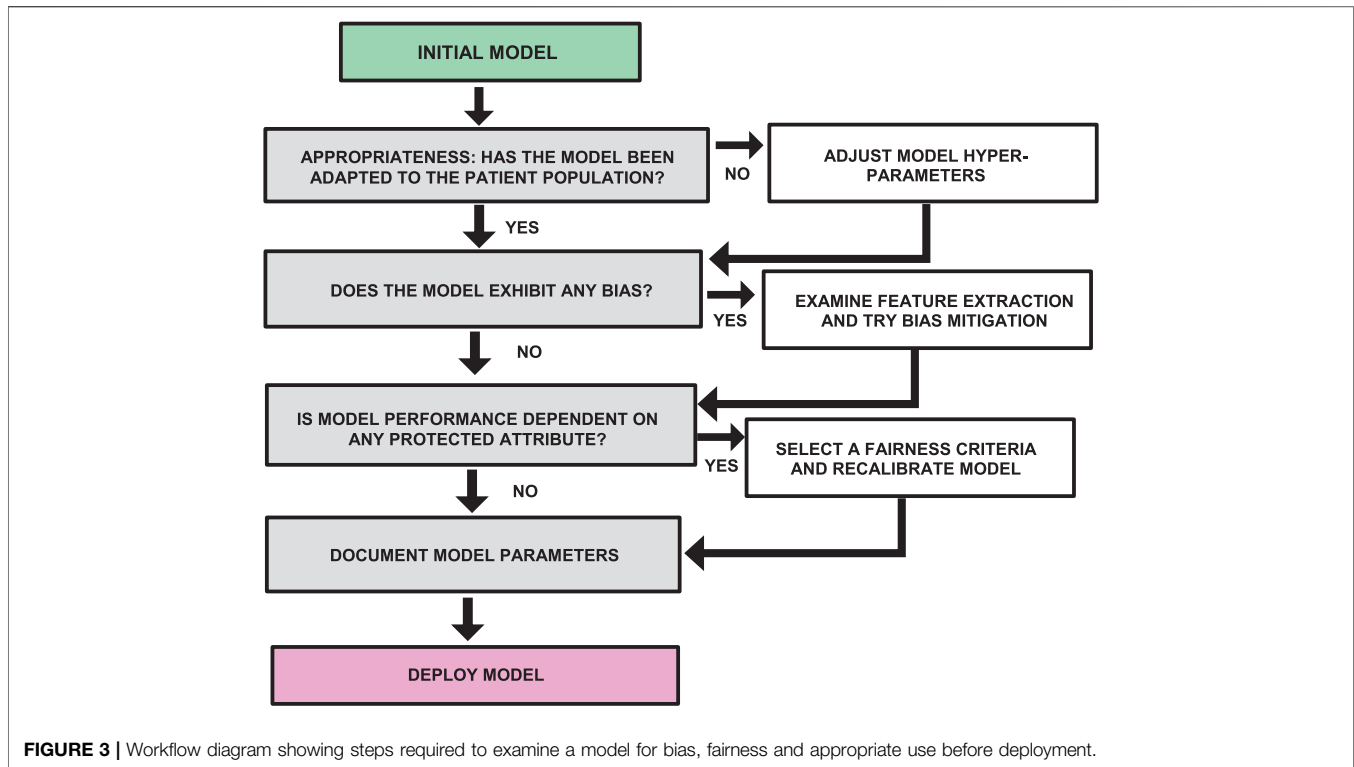 INITIAL MODEL
APPROPRIATENESS: HAS THE MODEL BEEN
ADAPTED TO THE PATIENT POPULATION?
NO
ADJUST MODEL HYPER-
PARAMETERS
YES
DOES THE MODEL EXHIBIT ANY BIAS?
YES
EXAMINE FEATURE EXTRACTION
AND TRY BIAS MITIGATION
NO
IS MODEL PERFORMANCE DEPENDENT ON
ANY PROTECTED ATTRIBUTE?
YES
SELECT A FAIRNESS CRITERIA
AND RECALIBRATE MODEL
NO
DOCUMENT MODEL PARAMETERS
DEPLOY MODEL
FIGURE 3 | Workflow diagram showing steps required to examine a model for bias, fairness and appropriate use before deployment.